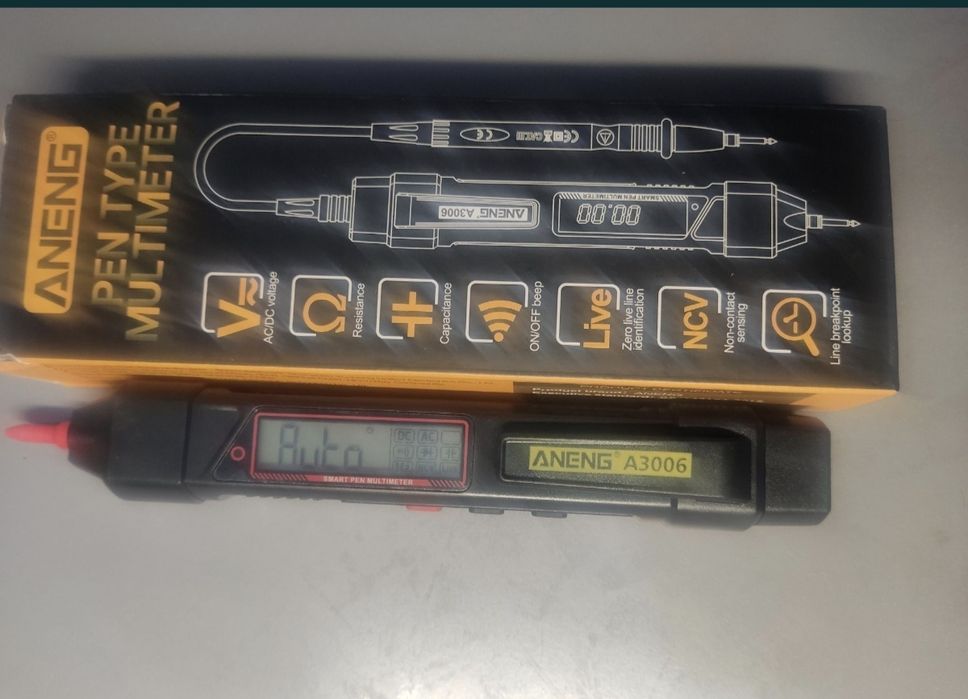 ANENG®
PEN TYPE
MULTIMETER
CAT.III
ANENG® A3006
00.00
SMART PEN MULTIMETER
V
AC/DC voltage
Ω
Resistance
Capacitance
ON/OFF beep
Live
Zero live line
identification
NCV
Non-contact
sensing
Line breakpoint
lookup
Auto
DC AC
SMART PEN MULTIMETER
ANENG® A3006